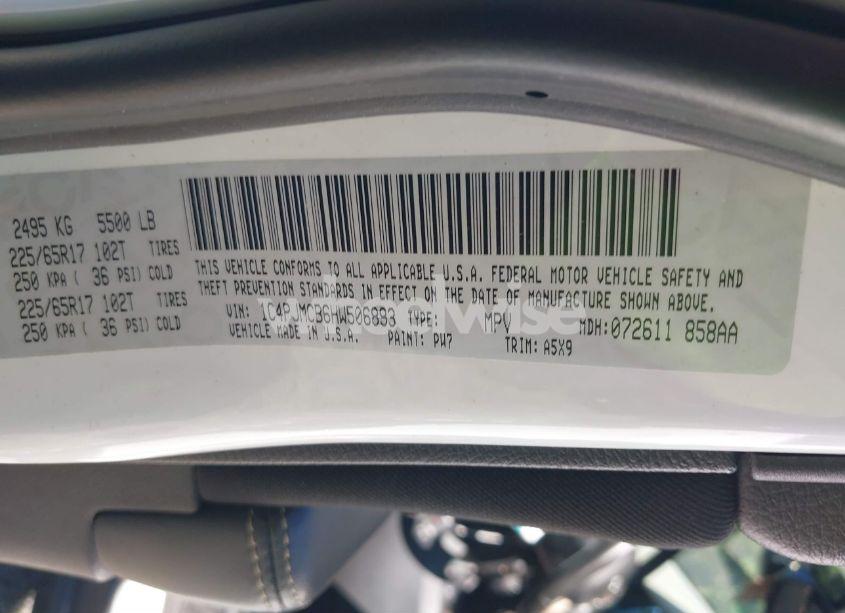 2495 KG 5500 LB
225/65R17 102T TIRES
250 KPA ( 36 PSI) COLD
225/65R17 102T TIRES
250 KPA ( 36 PSI) COLD
THIS VEHICLE CONFORMS TO ALL APPLICABLE U.S.A. FEDERAL MOTOR VEHICLE SAFETY AND
THEFT PREVENTION STANDARDS IN EFFECT ON THE DATE OF MANUFACTURE SHOWN ABOVE.
VIN: 1C4PJMCB6HW506893 TYPE: MPV MDH:072611 858AA
VEHICLE MADE IN U.S.A. PAINT: PW7 TRIM: A5X9